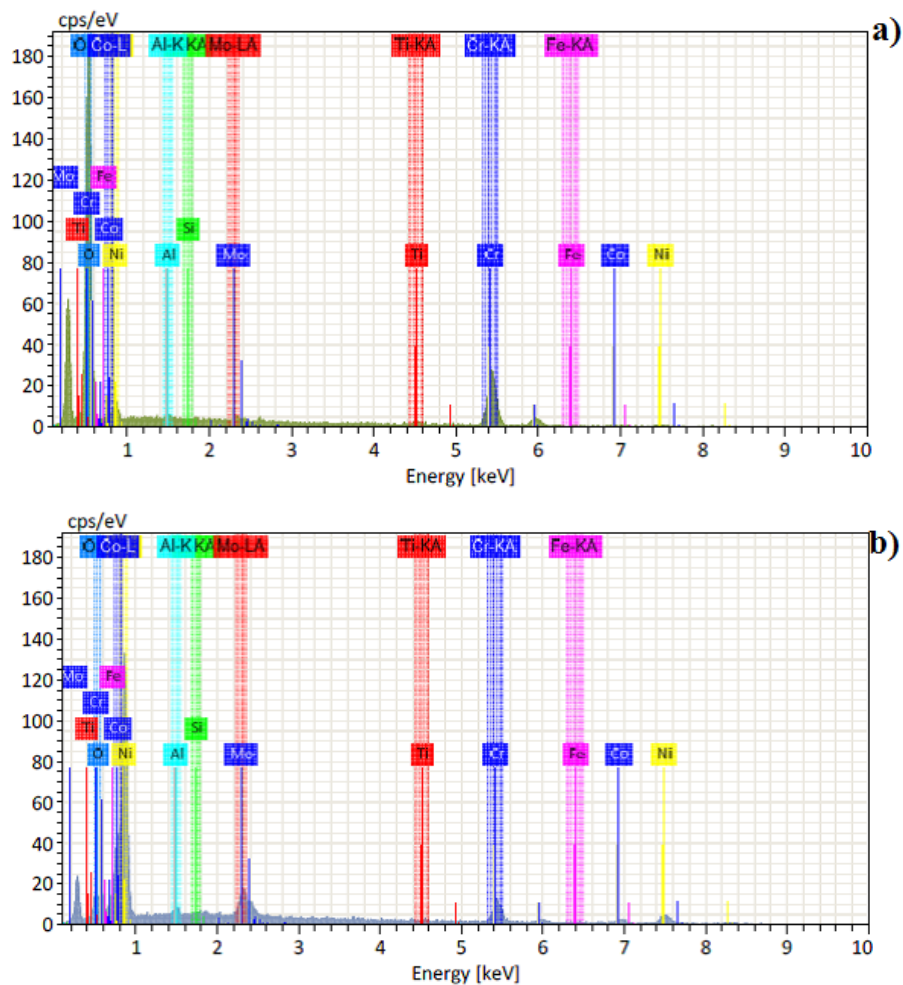 cps/eV
a)
O Co-L Al-K KA Mo-LA Ti-KA Cr-KA Fe-KA
180
160
140
120
100
80
60
40
20
0
Mo Fe
Cr
Ti Co Si
O Ni Al Mo Ti Cr Fe Co Ni
1 2 3 4 5 6 7 8 9 10
Energy [keV]
cps/eV
b)
O Co-L Al-K KA Mo-LA Ti-KA Cr-KA Fe-KA
180
160
140
120
100
80
60
40
20
0
Mo Fe
Cr
Ti Co Si
O Ni Al Mo Ti Cr Fe Co Ni
1 2 3 4 5 6 7 8 9 10
Energy [keV]